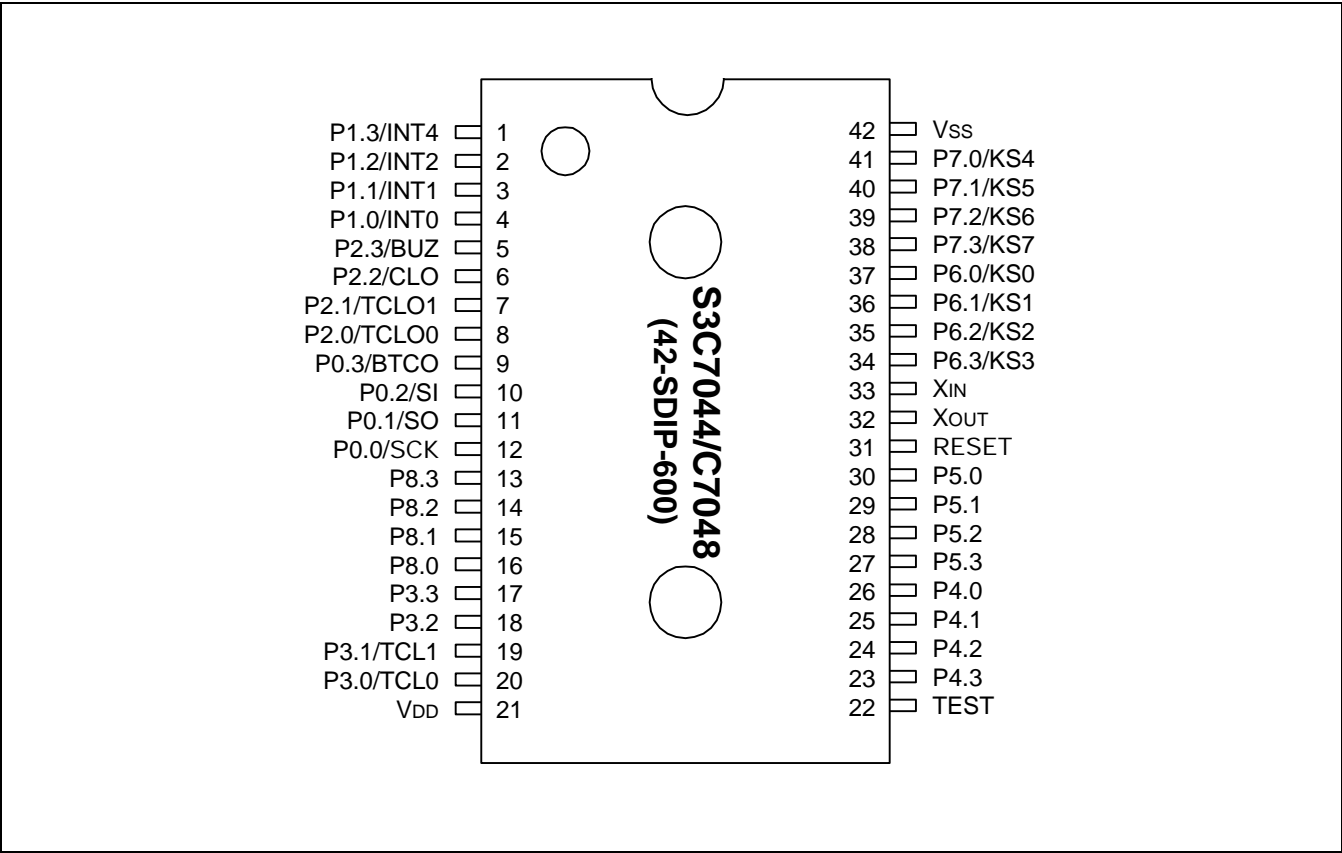 P1.3/INT4 1
P1.2/INT2 2
P1.1/INT1 3
P1.0/INT0 4
P2.3/BUZ 5
P2.2/CLO 6
P2.1/TCLO1 7
P2.0/TCLO0 8
P0.3/BTCO 9
P0.2/SI 10
P0.1/SO 11
P0.0/SCK 12
P8.3 13
P8.2 14
P8.1 15
P8.0 16
P3.3 17
P3.2 18
P3.1/TCL1 19
P3.0/TCL0 20
VDD 21
S3C7044/C7048
(42-SDIP-600)
42 VSS
41 P7.0/KS4
40 P7.1/KS5
39 P7.2/KS6
38 P7.3/KS7
37 P6.0/KS0
36 P6.1/KS1
35 P6.2/KS2
34 P6.3/KS3
33 XIN
32 XOUT
31 RESET
30 P5.0
29 P5.1
28 P5.2
27 P5.3
26 P4.0
25 P4.1
24 P4.2
23 P4.3
22 TEST